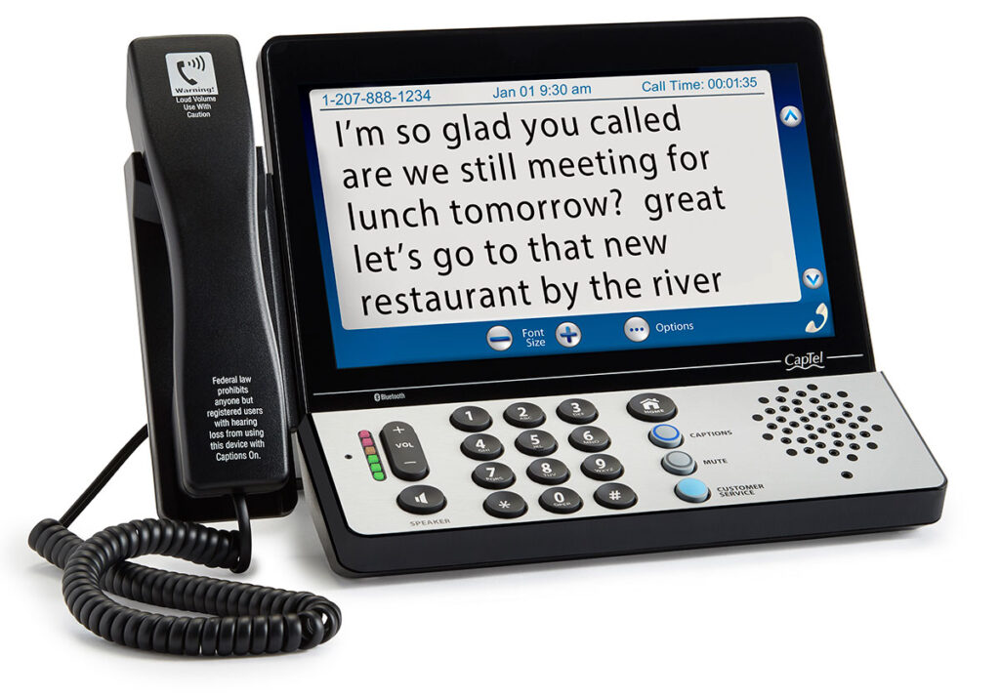 Warning!
Loud Volume
Use With
Caution
Federal law
prohibits
anyone but
registered users
with hearing
loss from using
this device with
Captions On.
1-207-888-1234 Jan 01 9:30 am Call Time: 00:01:35
I'm so glad you called
are we still meeting for
lunch tomorrow?  great
let's go to that new
restaurant by the river
Font
Size
Options
CapTel
Bluetooth
+
VOL
−
SPEAKER
1 2 ABC 3 DEF
4 GHI 5 JKL 6 MNO
7 PQRS 8 TUV 9 WXYZ
* 0 OPER #
HOME
CAPTIONS
MUTE
CUSTOMER
SERVICE